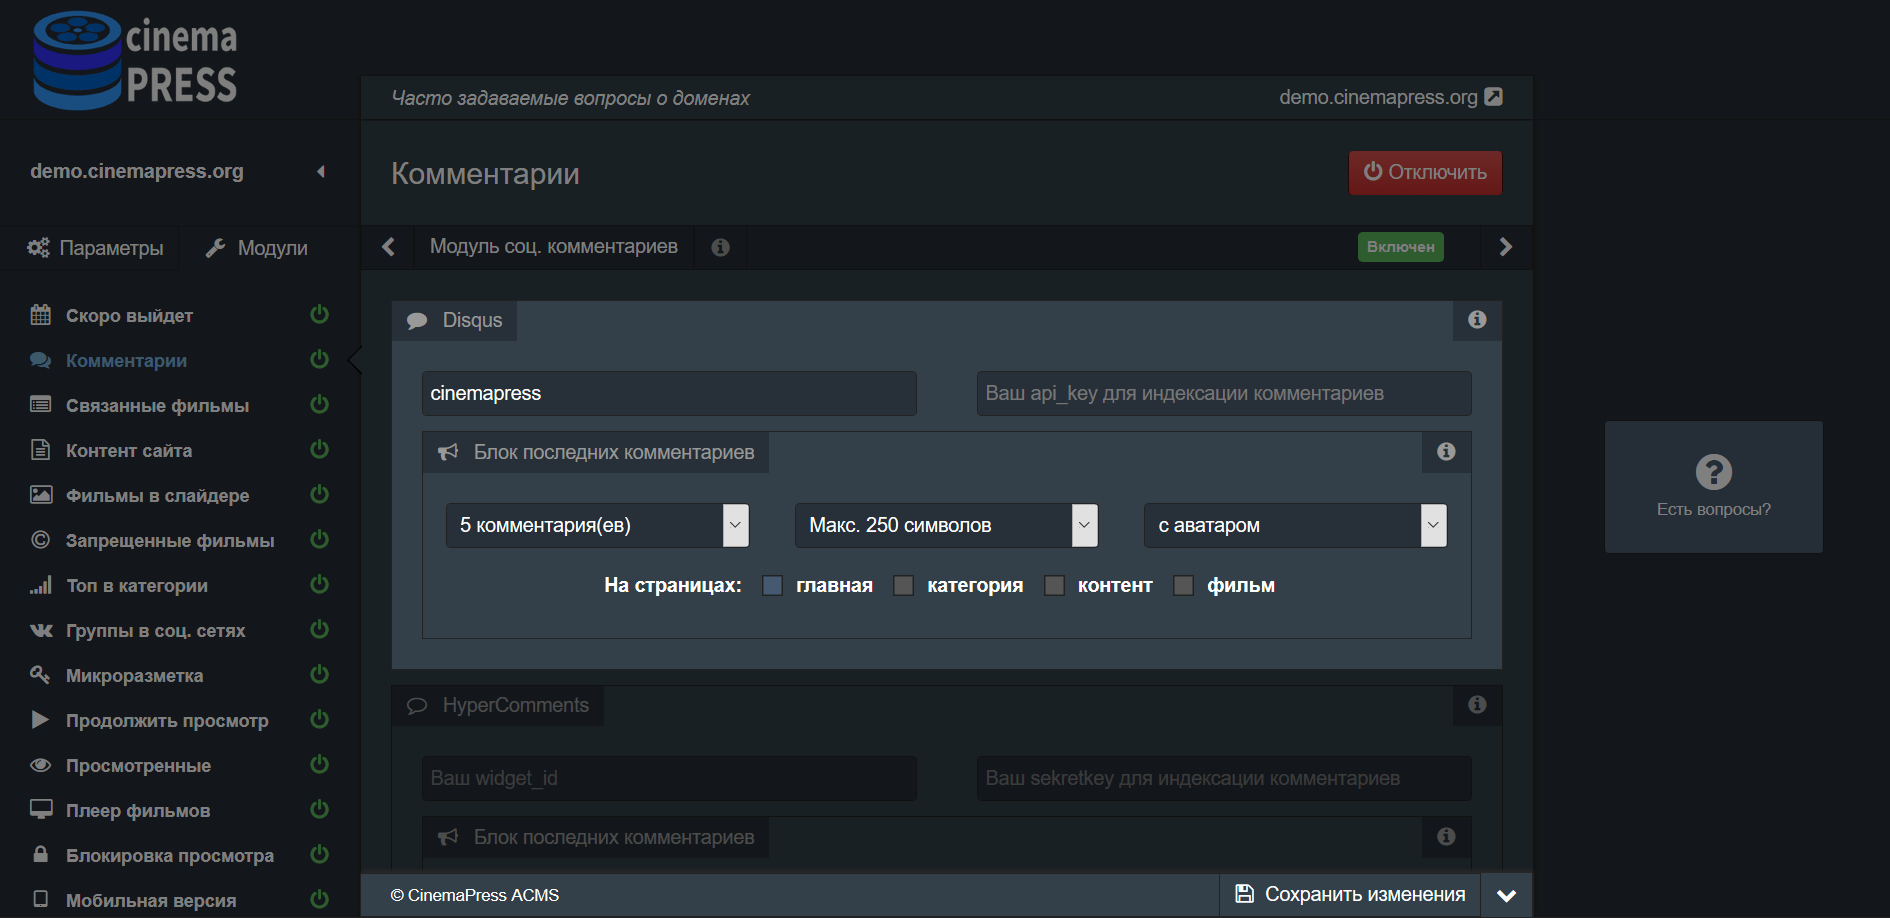 cinema
PRESS
Часто задаваемые вопросы о доменах
demo.cinemapress.org
demo.cinemapress.org
Комментарии
Отключить
Параметры
Модули
Модуль соц. комментариев
Включен
Скоро выйдет
Комментарии
Связанные фильмы
Контент сайта
Фильмы в слайдере
Запрещенные фильмы
Топ в категории
Группы в соц. сетях
Микроразметка
Продолжить просмотр
Просмотренные
Плеер фильмов
Блокировка просмотра
Мобильная версия
Disqus
cinemapress
Ваш api_key для индексации комментариев
Блок последних комментариев
5 комментария(ев)
Макс. 250 символов
с аватаром
На страницах: главная категория контент фильм
HyperComments
Ваш widget_id
Ваш sekretkey для индексации комментариев
Блок последних комментариев
Есть вопросы?
© CinemaPress ACMS
Сохранить изменения